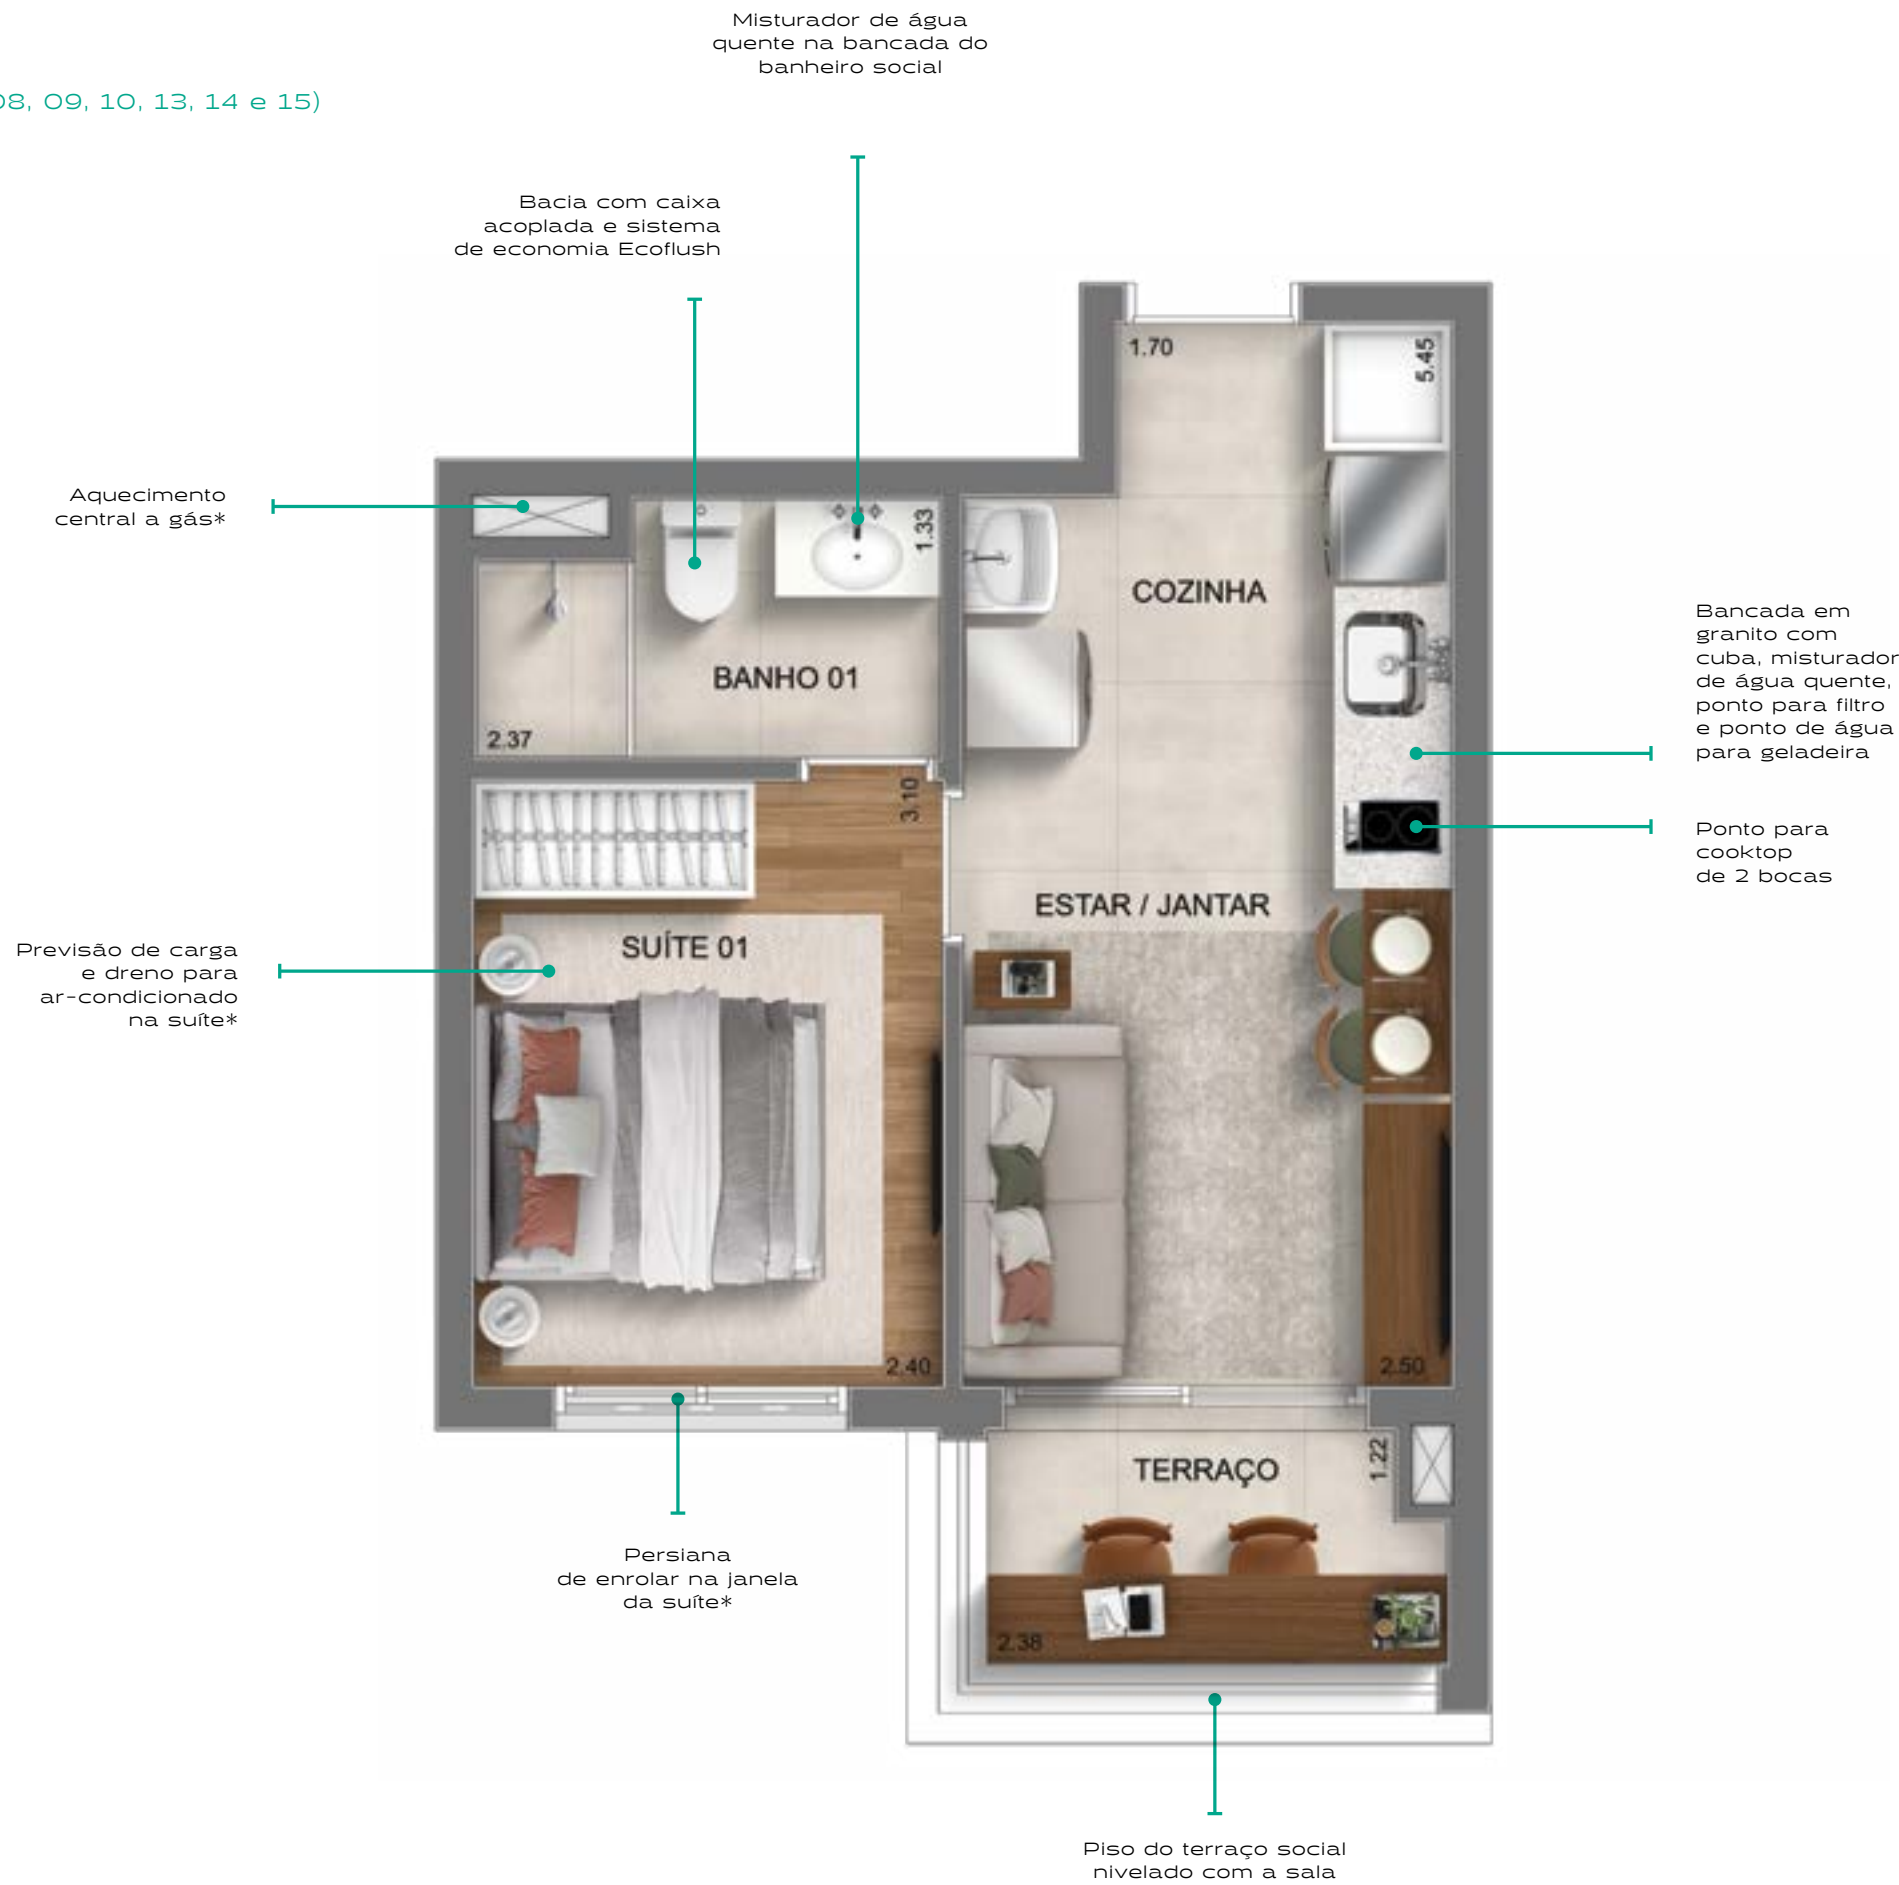 Misturador de água
quente na bancada do
banheiro social
08, 09, 10, 13, 14 e 15)
Bacia com caixa
acoplada e sistema
de economia Ecoflush
Aquecimento
central a gás*
1.70
5.45
1.33
COZINHA
BANHO 01
2.37
3.10
Bancada em
granito com
cuba, misturador
de água quente,
ponto para filtro
e ponto de água
para geladeira
Ponto para
cooktop
de 2 bocas
ESTAR / JANTAR
SUÍTE 01
Previsão de carga
e dreno para
ar-condicionado
na suíte*
2.40
2.50
TERRAÇO
1.22
2.38
Persiana
de enrolar na janela
da suíte*
Piso do terraço social
nivelado com a sala